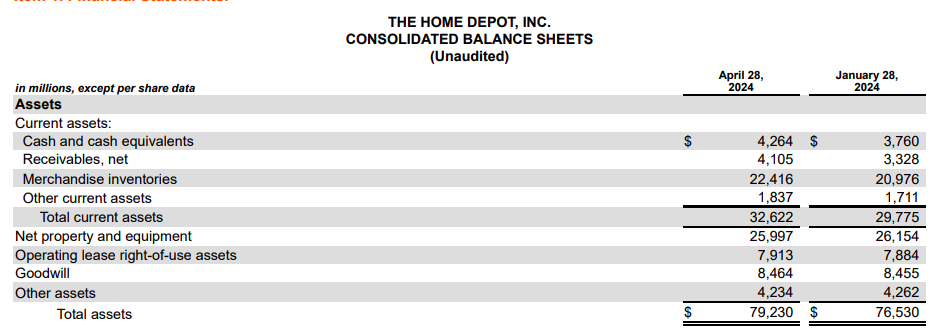 THE HOME DEPOT, INC.
CONSOLIDATED BALANCE SHEETS
(Unaudited)
in millions, except per share data April 28, 2024 January 28, 2024
Assets
Current assets:
Cash and cash equivalents $ 4,264 $ 3,760
Receivables, net 4,105 3,328
Merchandise inventories 22,416 20,976
Other current assets 1,837 1,711
Total current assets 32,622 29,775
Net property and equipment 25,997 26,154
Operating lease right-of-use assets 7,913 7,884
Goodwill 8,464 8,455
Other assets 4,234 4,262
Total assets $ 79,230 $ 76,530